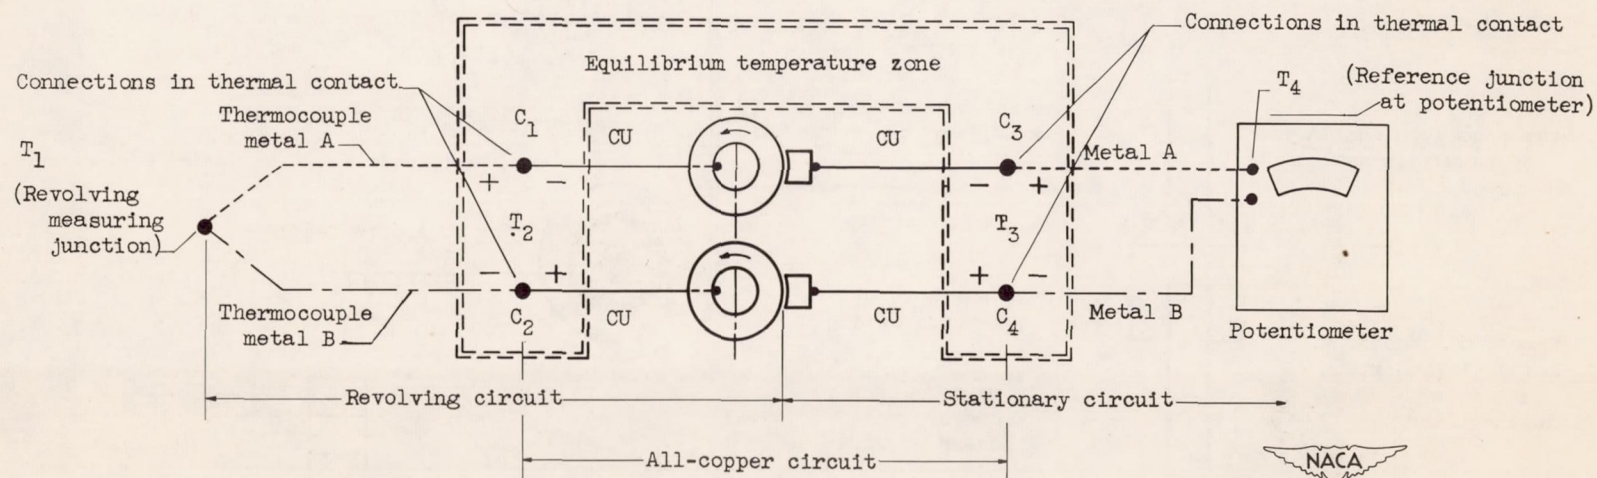 Connections in thermal contact
Equilibrium temperature zone
Connections in thermal contact
T4
(Reference junction
at potentiometer)
Thermocouple
metal A
C1
CU
CU
C3
Metal A
T1
(Revolving
measuring
junction)
+
−
−
+
T2
T3
−
+
+
−
Thermocouple
metal B
C2
CU
CU
C4
Metal B
Potentiometer
Revolving circuit
Stationary circuit
All-copper circuit
NACA